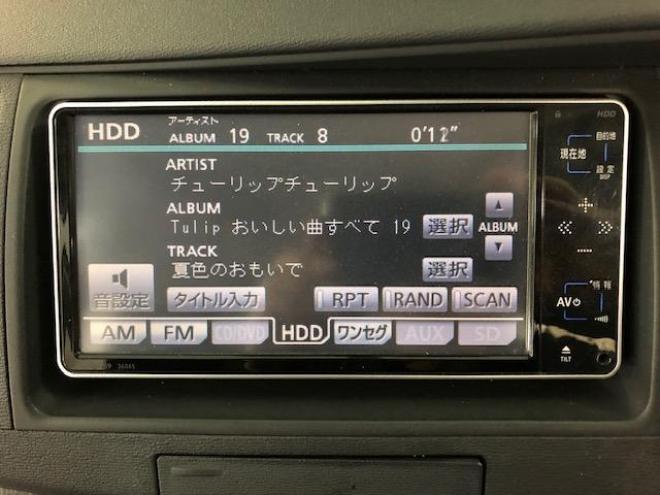 HDD
アーティスト
ALBUM 19 TRACK 8 0'12"
ARTIST
チューリップチューリップ
ALBUM
Tulip おいしい曲すべて 19 選択 ALBUM
TRACK
夏色のおもいで 選択
音設定 タイトル入力 RPT RAND SCAN
AM FM CD/DVD HDD ワンセグ AUX SD
HDD
目的地
現在地
設定
DISP
情報
AV
TILT